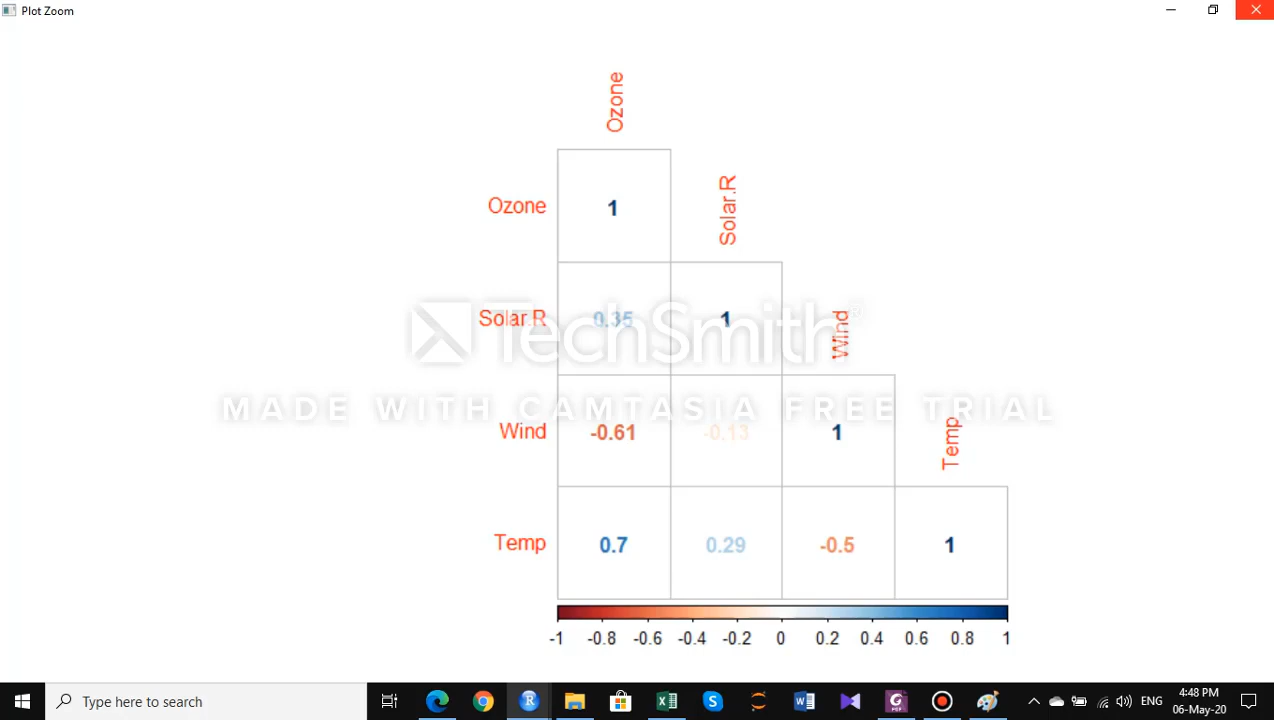 Plot Zoom
Ozone
Solar.R
Wind
Temp
Ozone 1
Solar.R 0.35 1
Wind -0.61 -0.13 1
Temp 0.7 0.29 -0.5 1
-1 -0.8 -0.6 -0.4 -0.2 0 0.2 0.4 0.6 0.8 1
TechSmith®
MADE WITH CAMTASIA FREE TRIAL
Type here to search
ENG
4:48 PM
06-May-20